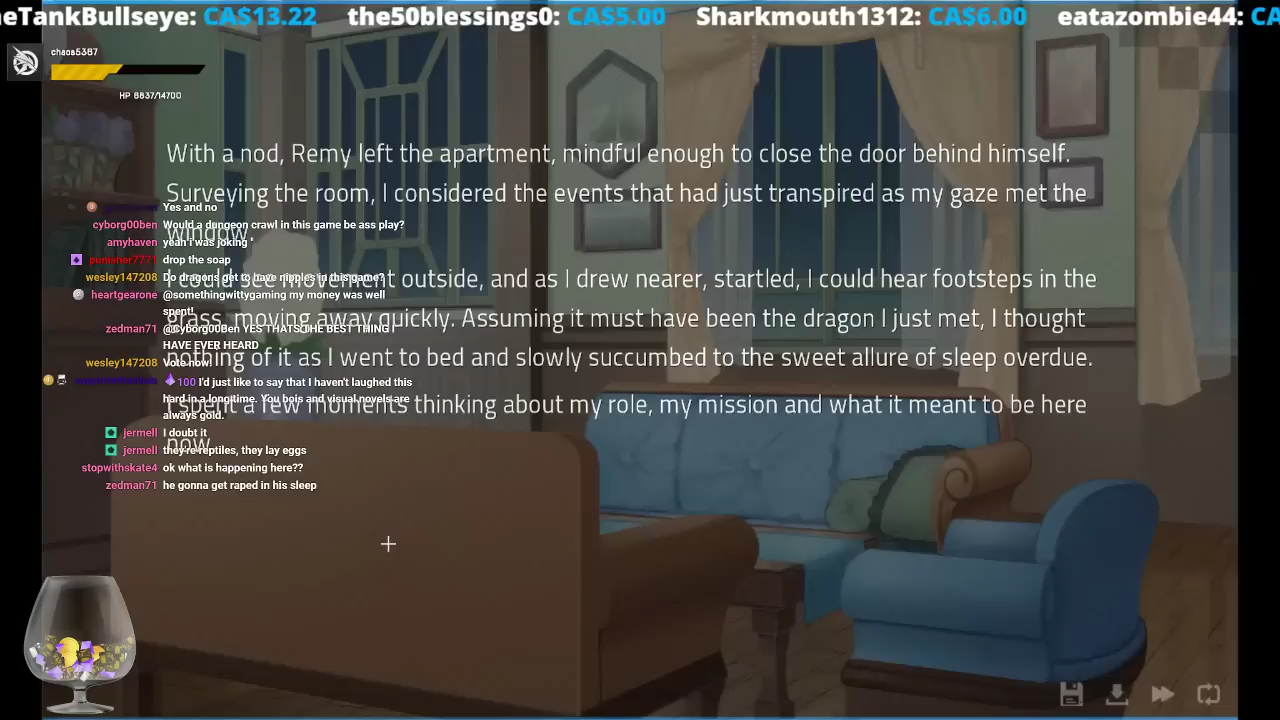 neTankBullseye: CA$13.22 the50blessings0: CA$5.00 Sharkmouth1312: CA$6.00 eatazombie44: CA
chaos5387
HP 8837/14700
With a nod, Remy left the apartment, mindful enough to close the door behind himself.
Surveying the room, I considered the events that had just transpired as my gaze met the
window.
I could see movement outside, and as I drew nearer, startled, I could hear footsteps in the
grass, moving away quickly. Assuming it must have been the dragon I just met, I thought
nothing of it as I went to bed and slowly succumbed to the sweet allure of sleep overdue.
I spent a few moments thinking about my role, my mission and what it meant to be here
now.
Yes and no
cyborg00ben Would a dungeon crawl in this game be ass play?
amyhaven yeah i was joking '
punisher7771 drop the soap
wesley147208 Do dragons get to have nipples in this game?
heartgearone @somethingwittygaming my money was well
spent!
zedman71 @Cyborg00Ben YES THATS THE BEST THING I
HAVE EVER HEARD
wesley147208 Vote now!
100 I'd just like to say that I haven't laughed this
hard in a longtime. You bois and visual novels are
always gold.
jermell I doubt it
jermell they're reptiles, they lay eggs
stopwithskate4 ok what is happening here??
zedman71 he gonna get raped in his sleep